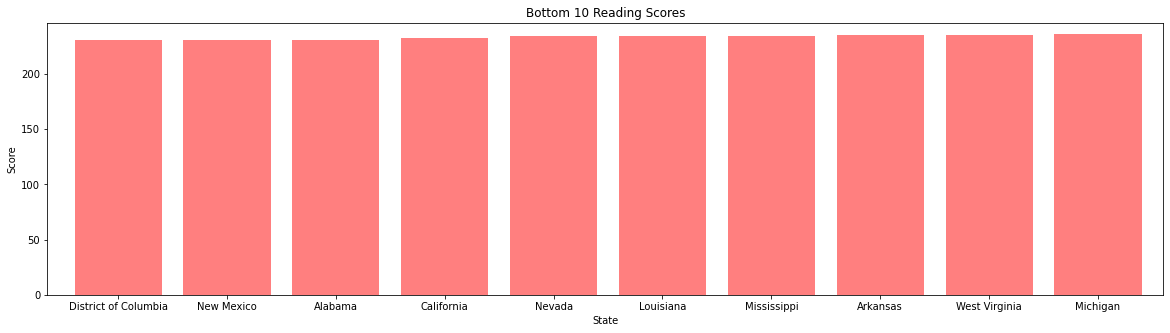 Bottom 10 Reading Scores
200
150
100
50
0
Score
District of Columbia New Mexico Alabama California Nevada Louisiana Mississippi Arkansas West Virginia Michigan
State